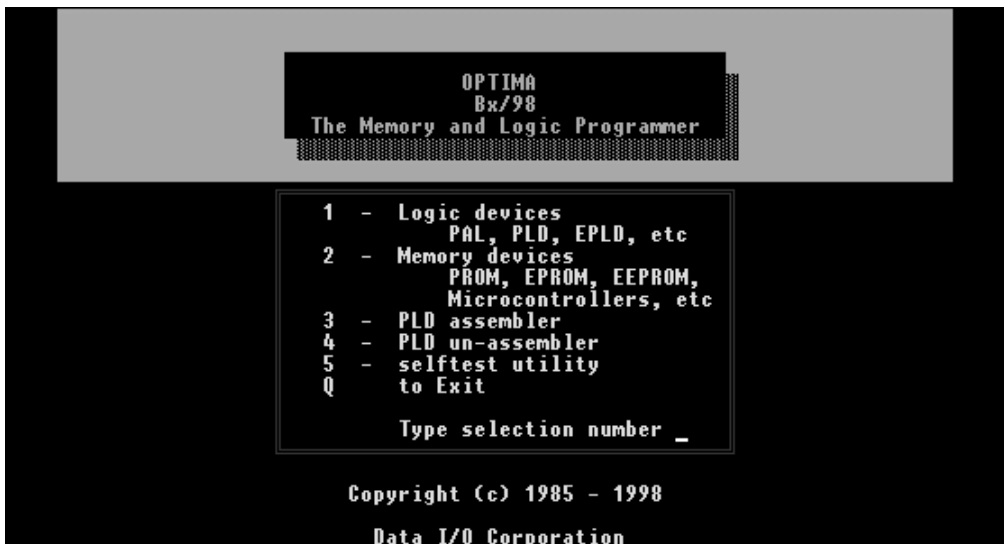 OPTIMA
Bx/98
The Memory and Logic Programmer
1 - Logic devices
PAL, PLD, EPLD, etc
2 - Memory devices
PROM, EPROM, EEPROM,
Microcontrollers, etc
3 - PLD assembler
4 - PLD un-assembler
5 - selftest utility
Q to Exit
Type selection number _
Copyright (c) 1985 - 1998
Data I/O Corporation